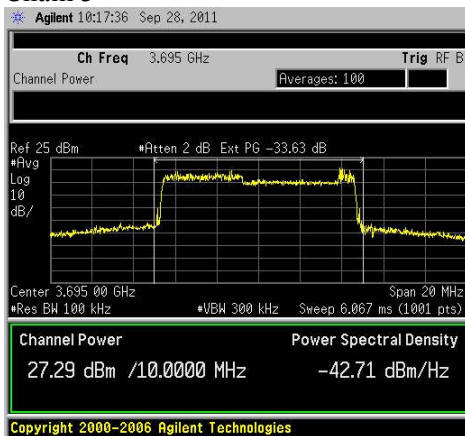 Agilent 10:17:36 Sep 28, 2011
Ch Freq 3.695 GHz Trig RF B
Channel Power Averages: 100
Ref 25 dBm #Atten 2 dB Ext PG -33.63 dB
#Avg
Log
10
dB/
Center 3.695 00 GHz Span 20 MHz
#Res BW 100 kHz #VBW 300 kHz Sweep 6.067 ms (1001 pts)
Channel Power Power Spectral Density
27.29 dBm /10.0000 MHz -42.71 dBm/Hz
Copyright 2000-2006 Agilent Technologies